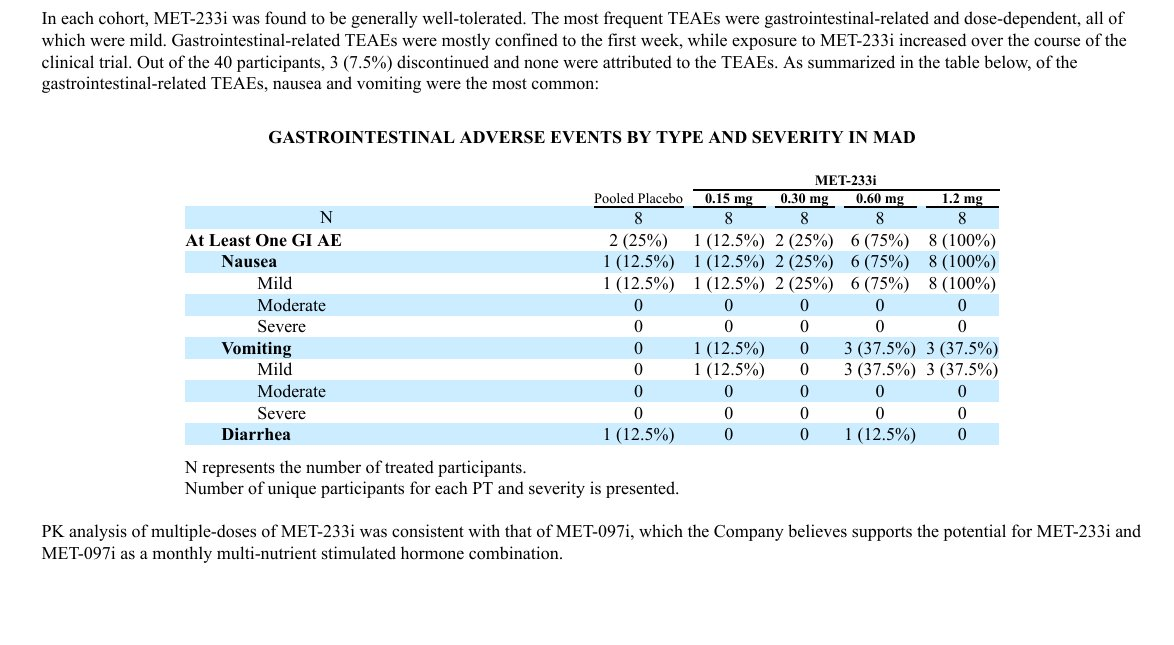 In each cohort, MET-233i was found to be generally well-tolerated. The most frequent TEAEs were gastrointestinal-related and dose-dependent, all of
which were mild. Gastrointestinal-related TEAEs were mostly confined to the first week, while exposure to MET-233i increased over the course of the
clinical trial. Out of the 40 participants, 3 (7.5%) discontinued and none were attributed to the TEAEs. As summarized in the table below, of the
gastrointestinal-related TEAEs, nausea and vomiting were the most common:
GASTROINTESTINAL ADVERSE EVENTS BY TYPE AND SEVERITY IN MAD
MET-233i
Pooled Placebo 0.15 mg 0.30 mg 0.60 mg 1.2 mg
N 8 8 8 8 8
At Least One GI AE 2 (25%) 1 (12.5%) 2 (25%) 6 (75%) 8 (100%)
Nausea 1 (12.5%) 1 (12.5%) 2 (25%) 6 (75%) 8 (100%)
Mild 1 (12.5%) 1 (12.5%) 2 (25%) 6 (75%) 8 (100%)
Moderate 0 0 0 0 0
Severe 0 0 0 0 0
Vomiting 0 1 (12.5%) 0 3 (37.5%) 3 (37.5%)
Mild 0 1 (12.5%) 0 3 (37.5%) 3 (37.5%)
Moderate 0 0 0 0 0
Severe 0 0 0 0 0
Diarrhea 1 (12.5%) 0 0 1 (12.5%) 0
N represents the number of treated participants.
Number of unique participants for each PT and severity is presented.
PK analysis of multiple-doses of MET-233i was consistent with that of MET-097i, which the Company believes supports the potential for MET-233i and
MET-097i as a monthly multi-nutrient stimulated hormone combination.